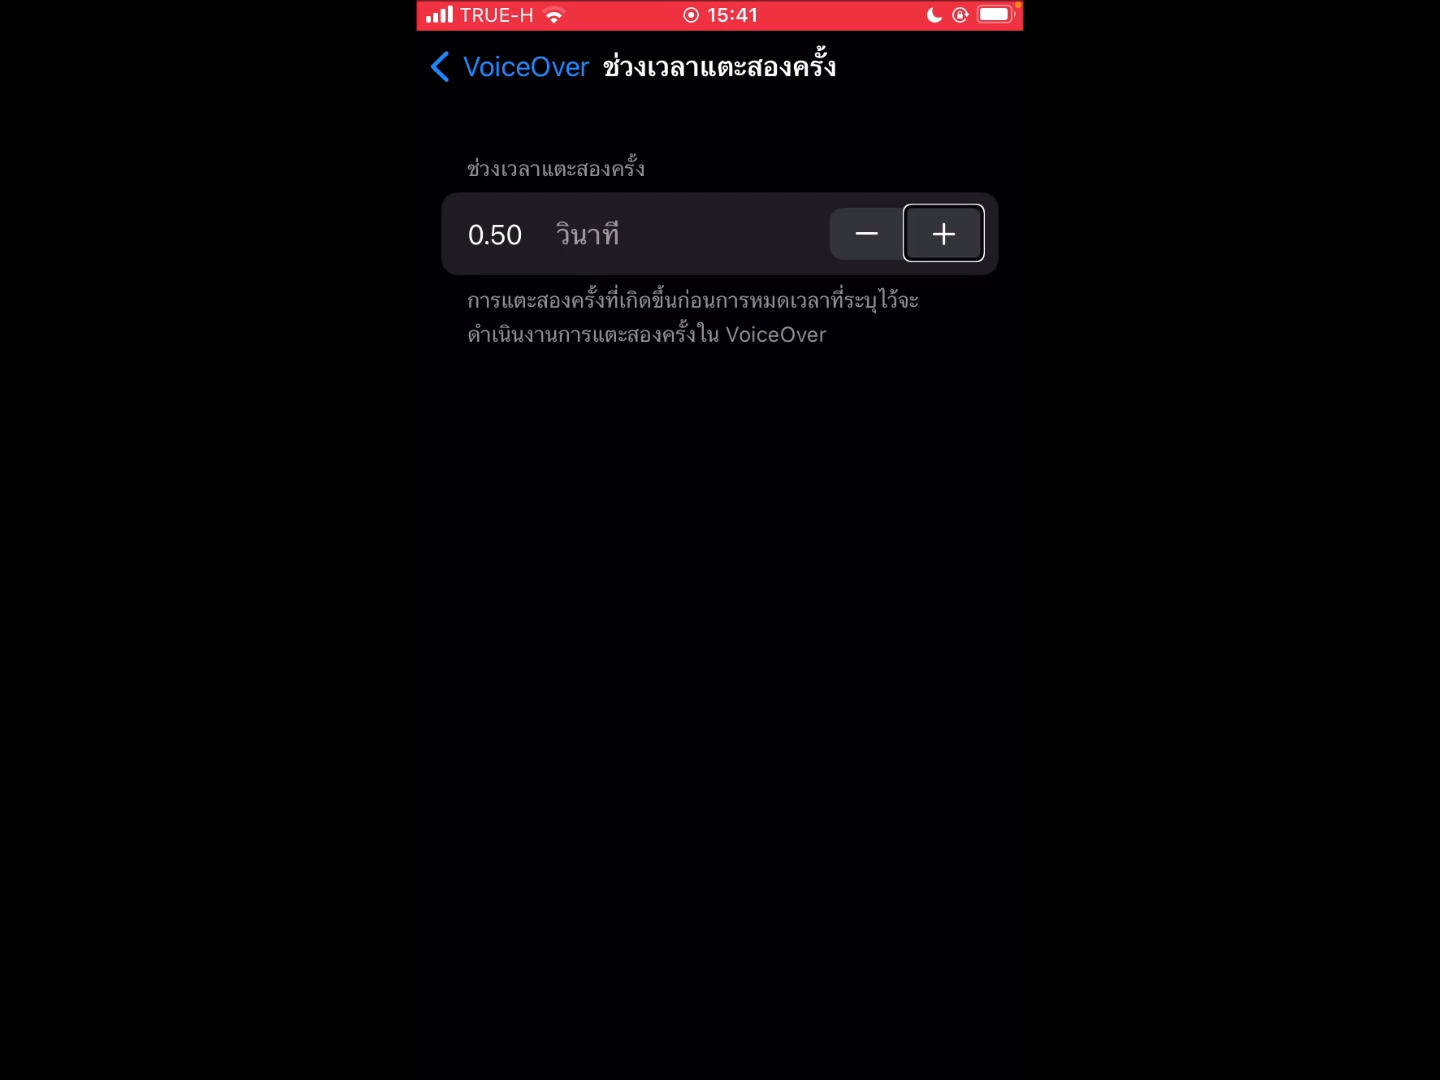 TRUE-H 15:41
VoiceOver ช่วงเวลาแตะสองครั้ง
ช่วงเวลาแตะสองครั้ง
0.50 วินาที − +
การแตะสองครั้งที่เกิดขึ้นก่อนการหมดเวลาที่ระบุไว้จะ
ดำเนินงานการแตะสองครั้งใน VoiceOver